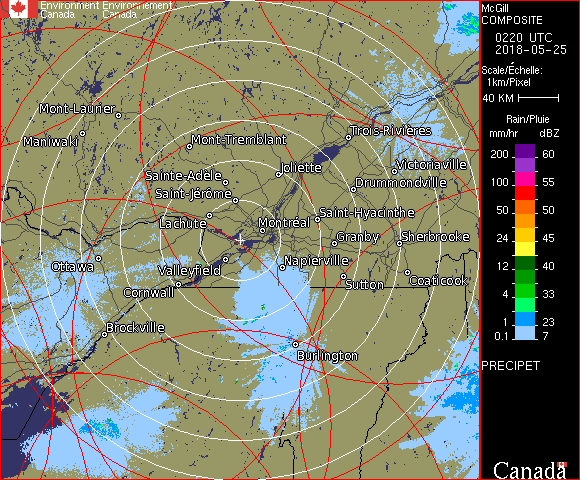 Environment Environnement
Canada Canada
McGill
COMPOSITE
0220 UTC
2018-05-25
Scale/Échelle:
1km/Pixel
40 KM
Rain/Pluie
mm/hr dBZ
200 60
100 55
50 50
24 45
12 40
4 33
1 23
0.1 7
PRECIPET
Canada
Mont-Laurier
Maniwaki
Mont-Tremblant
Trois-Rivières
Sainte-Adèle
Joliette
Victoriaville
Saint-Jérôme
Drummondville
Lachute
Montréal
Saint-Hyacinthe
Granby
Sherbrooke
Ottawa
Valleyfield
Napierville
Cornwall
Sutton
Coaticook
Brockville
Burlington